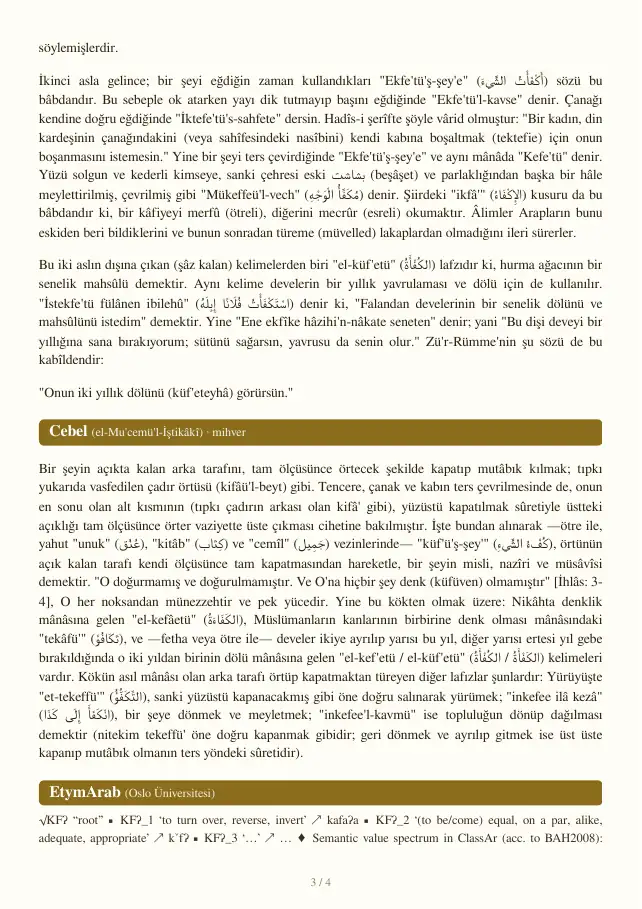 söylemişlerdir.
İkinci asla gelince; bir şeyi eğdiğin zaman kullandıkları "Ekfe'tü'ş-şey'e" (أَكْفَأْتُ الشَّيْءَ) sözü bu
bâbdandır. Bu sebeple ok atarken yayı dik tutmayıp başını eğdiğinde "Ekfe'tü'l-kavse" denir. Çanağı
kendine doğru eğdiğinde "İktefe'tü's-sahfete" dersin. Hadîs-i şerîfte şöyle vârid olmuştur: "Bir kadın, din
kardeşinin çanağındakini (veya sahîfesindeki nasîbini) kendi kabına boşaltmak (tektefie) için onun
boşanmasını istemesin." Yine bir şeyi ters çevirdiğinde "Ekfe'tü'ş-şey'e" ve aynı mânâda "Kefe'tü" denir.
Yüzü solgun ve kederli kimseye, sanki çehresi eski بشاشت (beşâşet) ve parlaklığından başka bir hâle
meylettirilmiş, çevrilmiş gibi "Mükeffeü'l-vech" (مُكَفَّأُ الْوَجْهِ) denir. Şiirdeki "ikfâ'" (الإِكْفَاءُ) kusuru da bu
bâbdandır ki, bir kâfiyeyi merfû (ötreli), diğerini mecrûr (esreli) okumaktır. Âlimler Arapların bunu
eskiden beri bildiklerini ve bunun sonradan türeme (müvelled) lakaplardan olmadığını ileri sürerler.
Bu iki aslın dışına çıkan (şâz kalan) kelimelerden biri "el-küf'etü" (الكُفْأَةُ) lafzıdır ki, hurma ağacının bir
senelik mahsûlü demektir. Aynı kelime develerin bir yıllık yavrulaması ve dölü için de kullanılır.
"İstekfe'tü fülânen ibilehû" (اسْتَكْفَأْتُ فُلَانًا إِبِلَهُ) denir ki, "Falandan develerinin bir senelik dölünü ve
mahsûlünü istedim" demektir. Yine "Ene ekfîke hâzihi'n-nâkate seneten" denir; yani "Bu dişi deveyi bir
yıllığına sana bırakıyorum; sütünü sağarsın, yavrusu da senin olur." Zü'r-Rümme'nin şu sözü de bu
kabîldendir:
"Onun iki yıllık dölünü (küf'eteyhâ) görürsün."
Cebel (el-Mu'cemü'l-İştikâkî) · mihver
Bir şeyin açıkta kalan arka tarafını, tam ölçüsünce örtecek şekilde kapatıp mutâbık kılmak; tıpkı
yukarıda vasfedilen çadır örtüsü (kifâü'l-beyt) gibi. Tencere, çanak ve kabın ters çevrilmesinde de, onun
en sonu olan alt kısmının (tıpkı çadırın arkası olan kifâ' gibi), yüzüstü kapatılmak sûretiyle üstteki
açıklığı tam ölçüsünce örter vaziyette üste çıkması cihetine bakılmıştır. İşte bundan alınarak —ötre ile,
yahut "unuk" (عُنُق), "kitâb" (كِتَاب) ve "cemîl" (جَمِيل) vezinlerinde— "küf'ü'ş-şey'" (كُفْءُ الشَّيْءِ), örtünün
açık kalan tarafı kendi ölçüsünce tam kapatmasından hareketle, bir şeyin misli, nazîri ve müsâvîsi
demektir. "O doğurmamış ve doğurulmamıştır. Ve O'na hiçbir şey denk (küfüven) olmamıştır" [İhlâs: 3-
4], O her noksandan münezzehtir ve pek yücedir. Yine bu kökten olmak üzere: Nikâhta denklik
mânâsına gelen "el-kefâetü" (الكَفَاءَةُ), Müslümanların kanlarının birbirine denk olması mânâsındaki
"tekâfü'" (تَكَافُؤ), ve —fetha veya ötre ile— develer ikiye ayrılıp yarısı bu yıl, diğer yarısı ertesi yıl gebe
bırakıldığında o iki yıldan birinin dölü mânâsına gelen "el-kef'etü / el-küf'etü" (الكَفْأَةُ / الكُفْأَةُ) kelimeleri
vardır. Kökün asıl mânâsı olan arka tarafı örtüp kapatmaktan türeyen diğer lafızlar şunlardır: Yürüyüşte
"et-tekeffü'" (التَّكَفُّؤُ), sanki yüzüstü kapanacakmış gibi öne doğru salınarak yürümek; "inkefee ilâ kezâ"
(انْكَفَأَ إِلَى كَذَا), bir şeye dönmek ve meyletmek; "inkefee'l-kavmü" ise topluluğun dönüp dağılması
demektir (nitekim tekeffü' öne doğru kapanmak gibidir; geri dönmek ve ayrılıp gitmek ise üst üste
kapanıp mutâbık olmanın ters yöndeki sûretidir).
EtymArab (Oslo Üniversitesi)
√KFʔ “root” ▪ KFʔ_1 ‘to turn over, reverse, invert’ ↗ kafaʔa ▪ KFʔ_2 ‘(to be/become) equal, on a par, alike,
adequate, appropriate’ ↗ kˇfʔ ▪ KFʔ_3 ‘…’ ↗ … ♦ Semantic value spectrum in ClassAr (acc. to BAH2008):
3 / 4